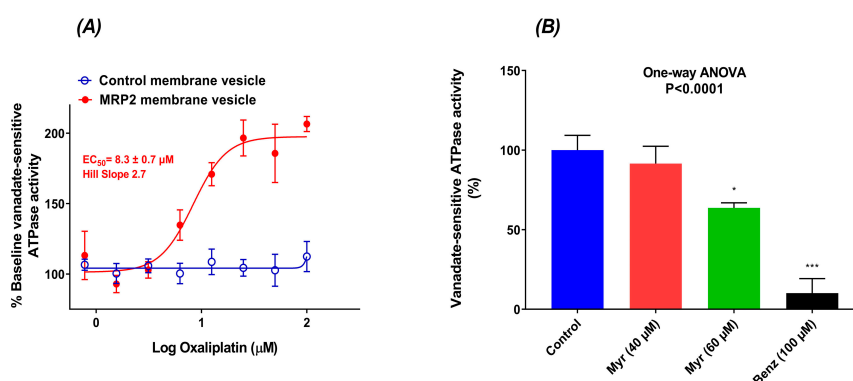 (A)
Control membrane vesicle
MRP2 membrane vesicle
% Baseline vanadate-sensitive
ATPase activity
200
150
100
EC50= 8.3 ± 0.7 µM
Hill Slope 2.7
0
1
2
Log Oxaliplatin (µM)
(B)
Vanadate-sensitive ATPase activity
(%)
150
100
50
0
One-way ANOVA
P<0.0001
*
***
Control
Myr (40 µM)
Myr (60 µM)
Benz (100 µM)